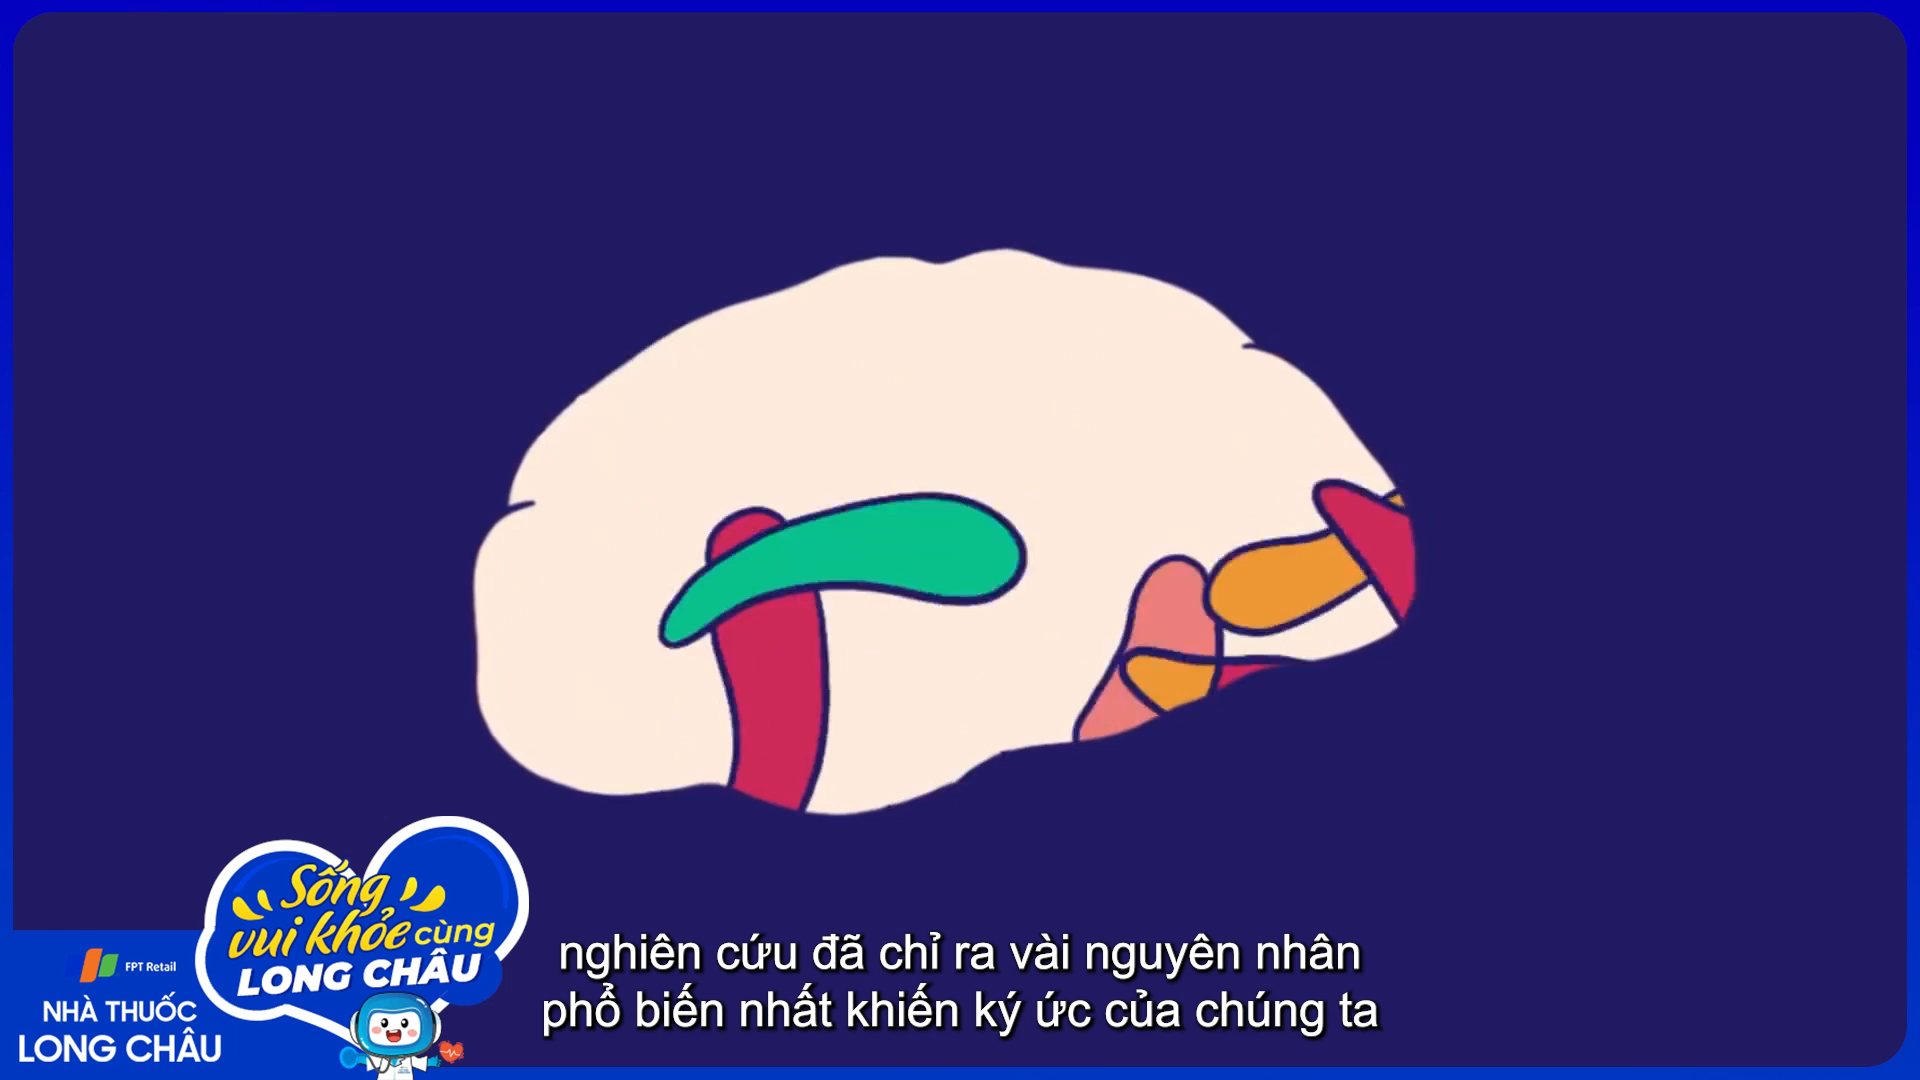 Sống
vui khỏe cùng
LONG CHÂU
FPT Retail
NHÀ THUỐC
LONG CHÂU
nghiên cứu đã chỉ ra vài nguyên nhân
phổ biến nhất khiến ký ức của chúng ta